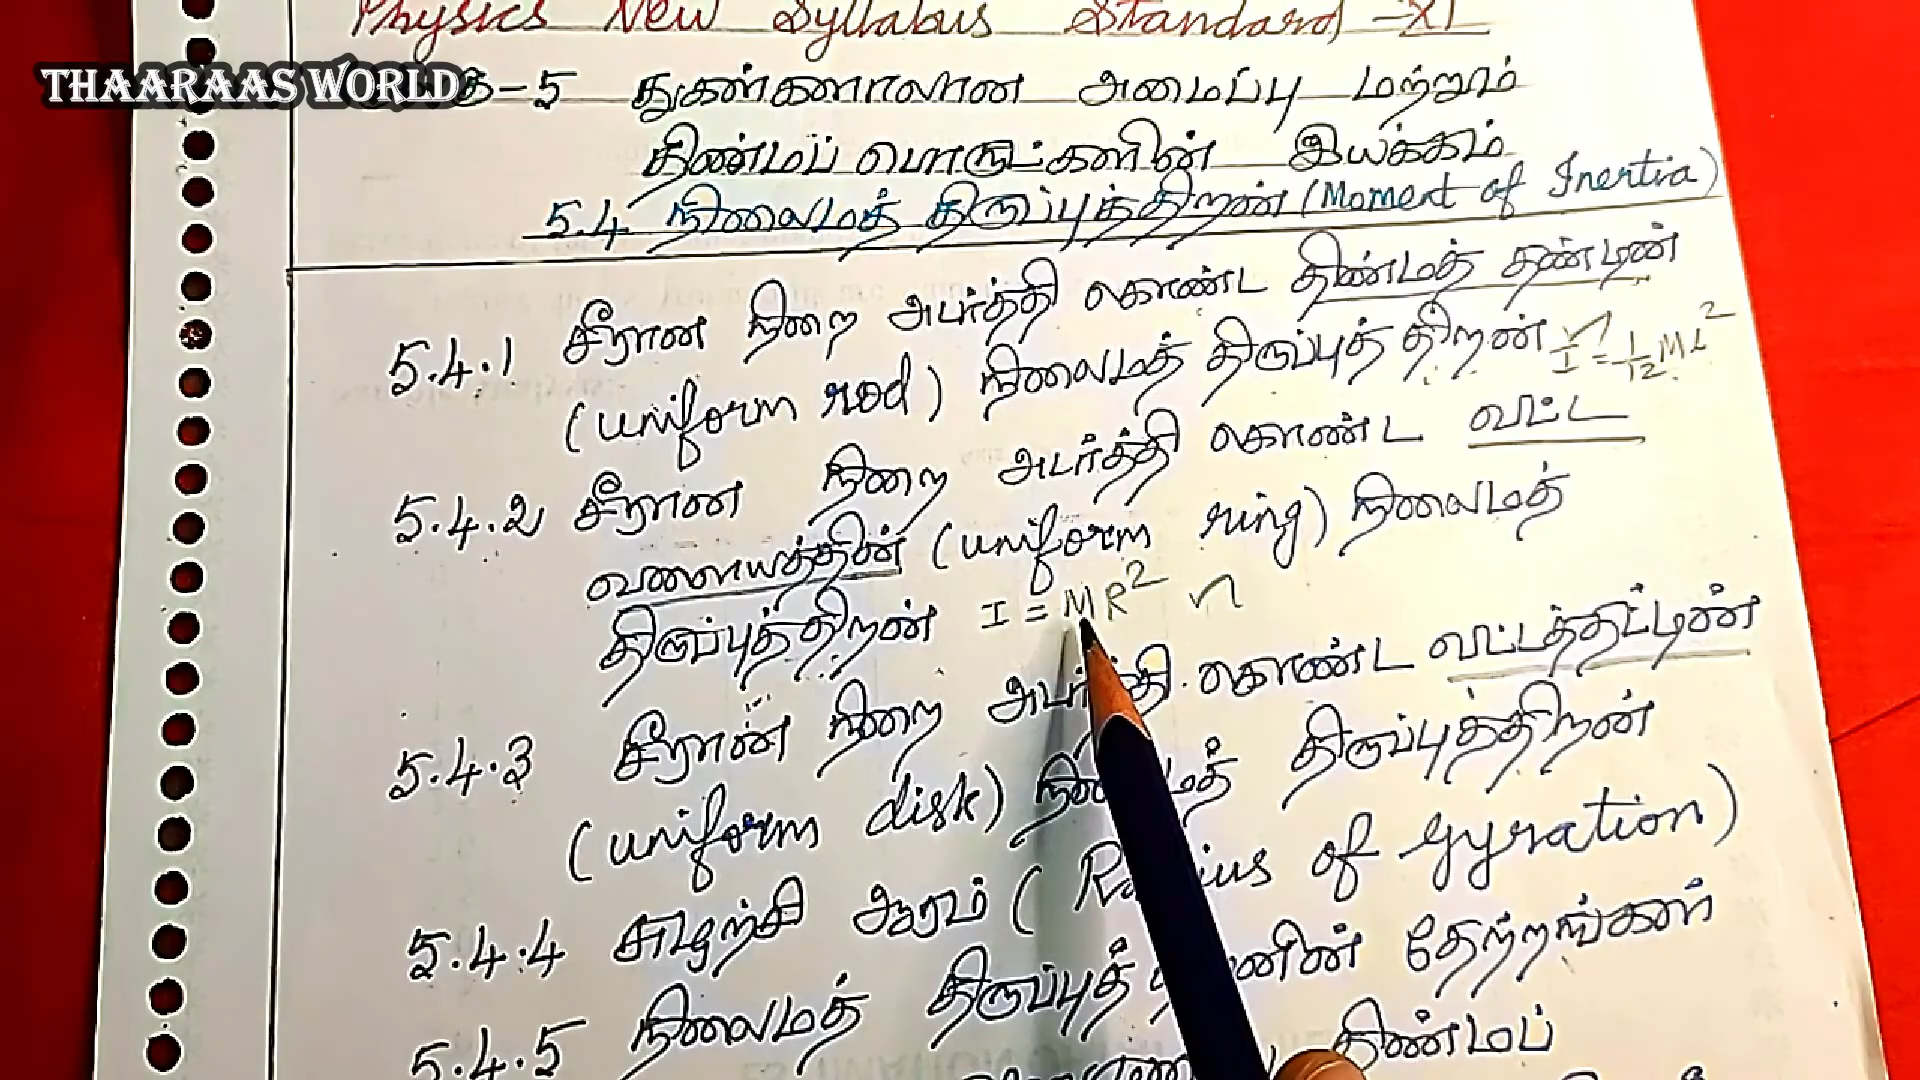 Physics New Syllabus Standard - XI
THAARAAS WORLD
-5 துகள்களாலான அமைப்பு மற்றும்
திண்மப் பொருட்களின் இயக்கம்
5.4. நிலைமத் திருப்புத்திறன் (Moment of Inertia)
5.4.1 சீரான நிறை அடர்த்தி கொண்ட திண்மத் தண்டின்
(uniform rod) நிலைமத் திருப்புத் திறன் I = 1/12 ML²
5.4.2 சீரான நிறை அடர்த்தி கொண்ட வட்ட
வளையத்தின் (uniform ring) நிலைமத்
திருப்புத்திறன் I = MR²
5.4.3 சீரான் நிறை அடர்த்தி கொண்ட வட்டத்தட்டின்
(uniform disk) திருப்புத்திறன்
5.4.4 சுழற்சி ஆரம் ( of Gyration)
5.4.5 நிலைமத் திருப்புத் தேற்றங்கள்
திண்மப்